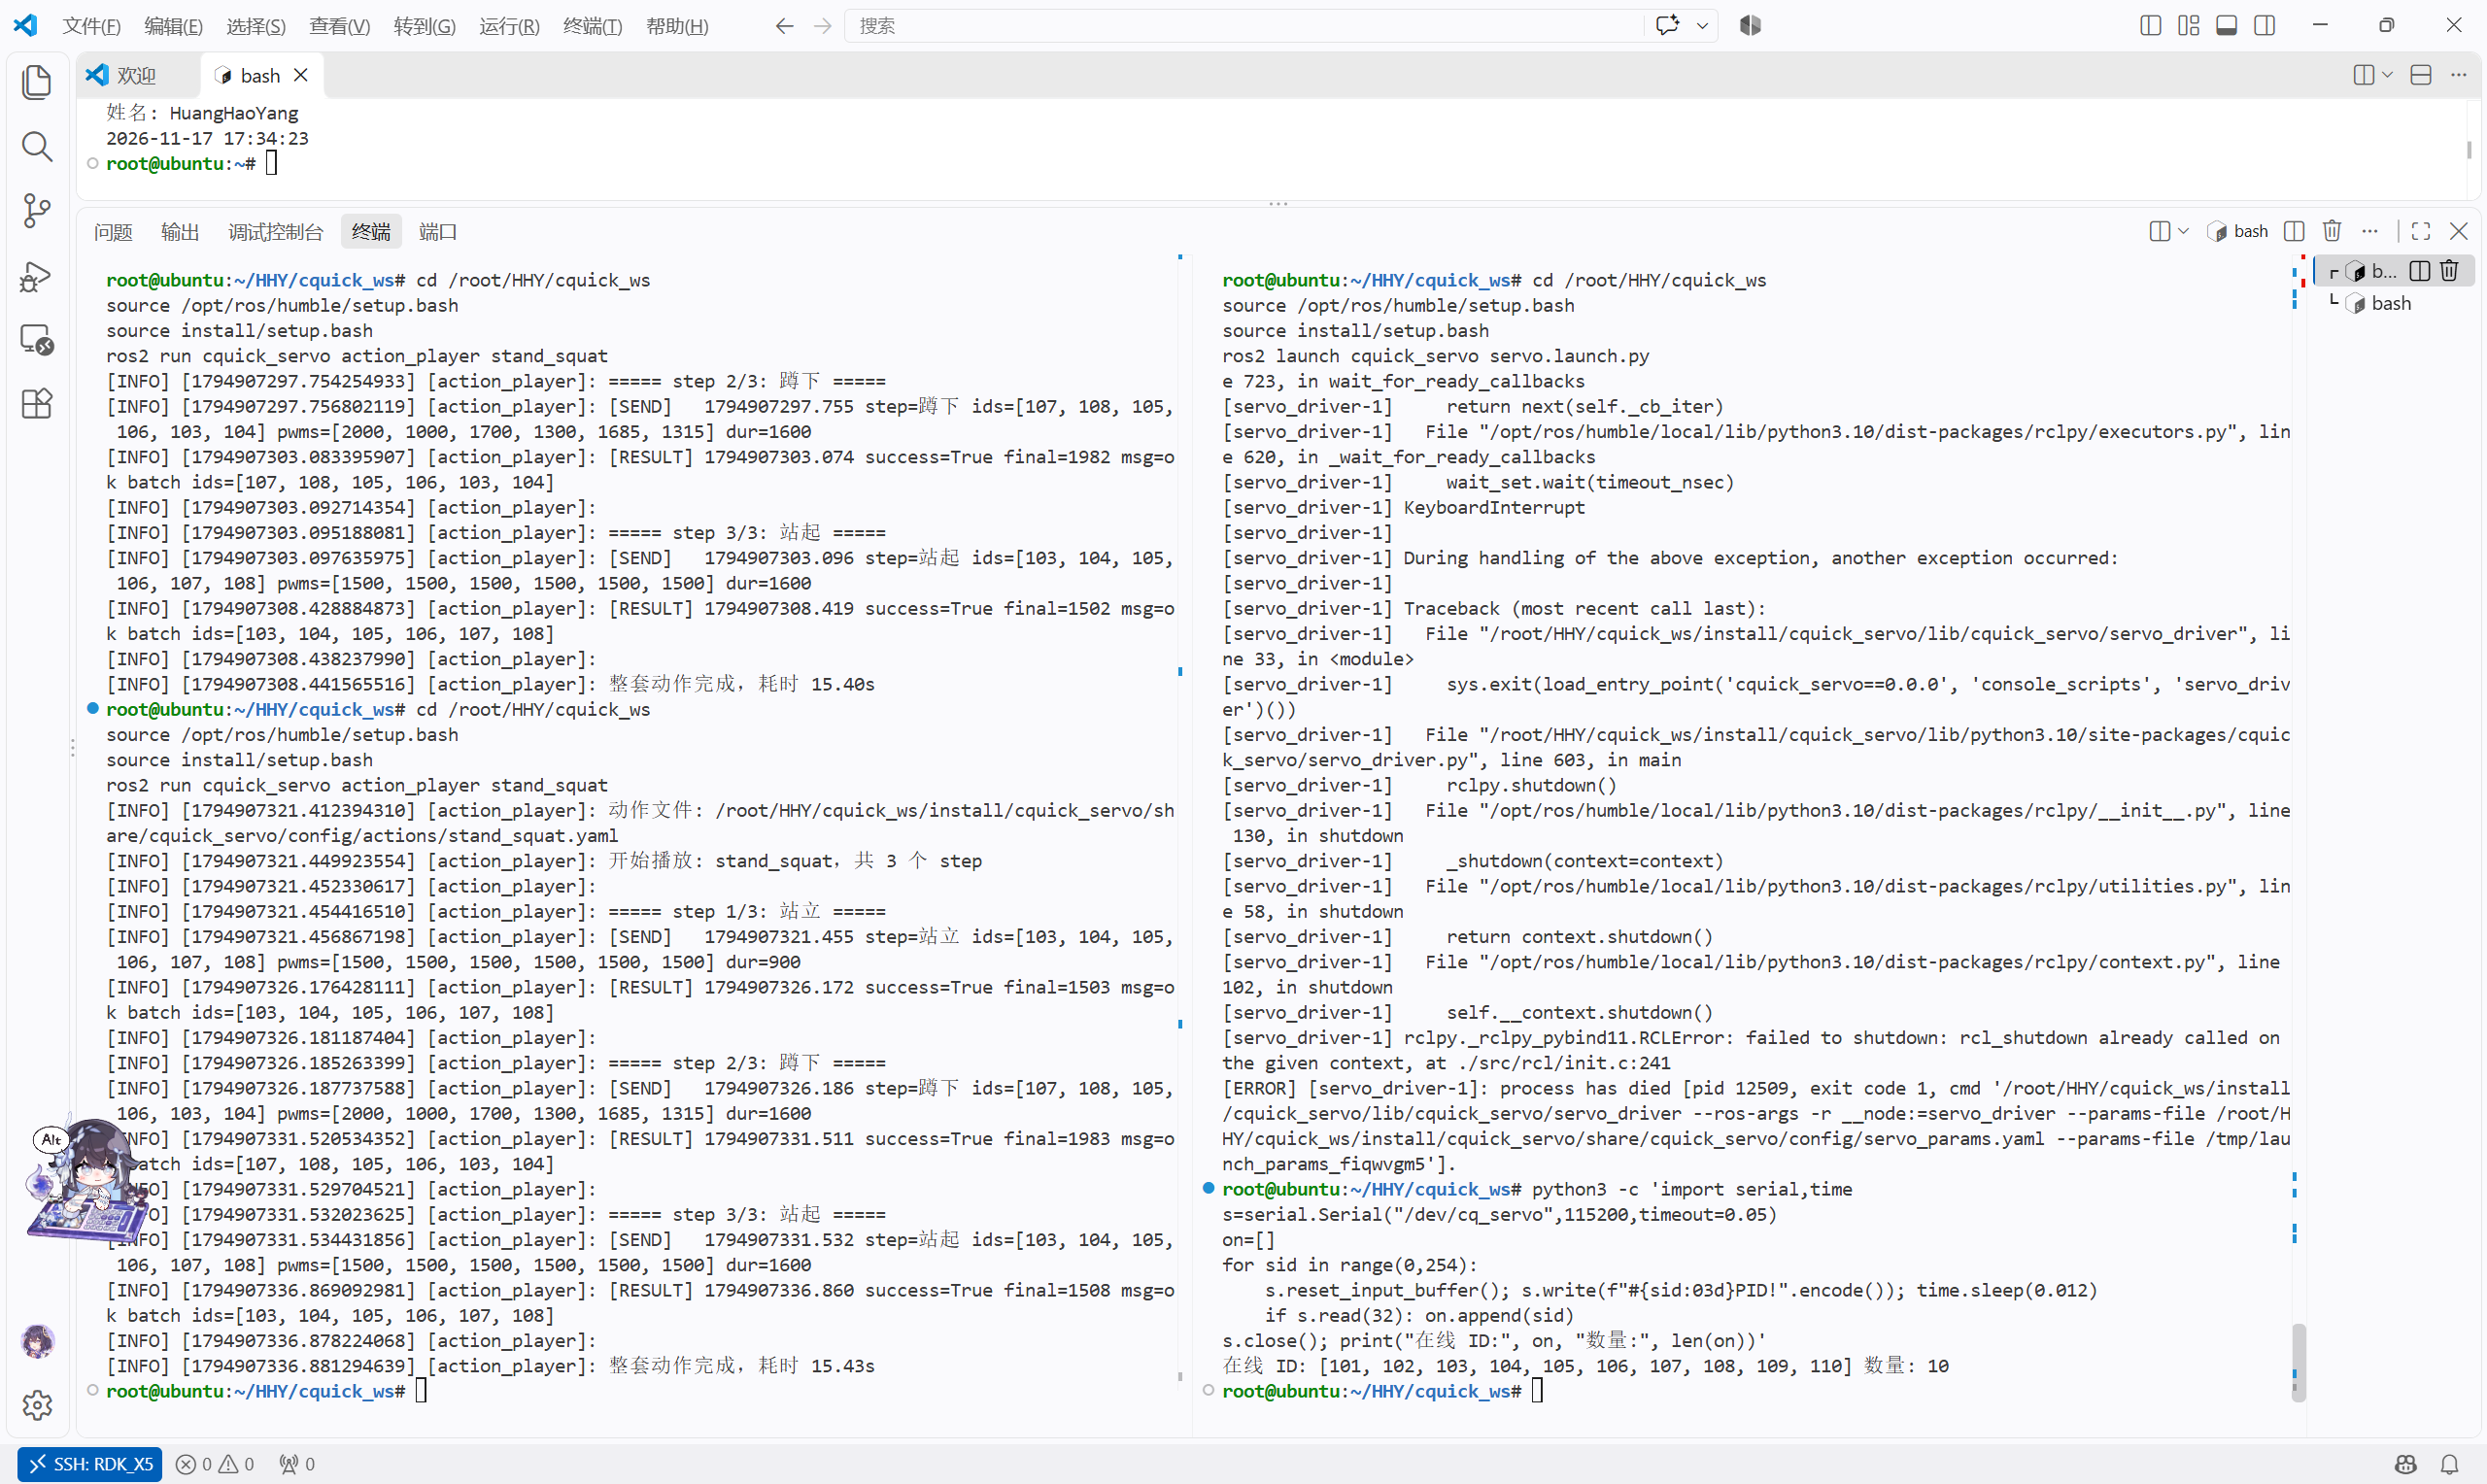 文件(F) 编辑(E) 选择(S) 查看(V) 转到(G) 运行(R) 终端(T) 帮助(H) 搜索
欢迎 bash
姓名: HuangHaoYang
2026-11-17 17:34:23
root@ubuntu:~#
问题 输出 调试控制台 终端 端口 bash
root@ubuntu:~/HHY/cquick_ws# cd /root/HHY/cquick_ws
source /opt/ros/humble/setup.bash
source install/setup.bash
ros2 run cquick_servo action_player stand_squat
[INFO] [1794907297.754254933] [action_player]: ===== step 2/3: 蹲下 =====
[INFO] [1794907297.756802119] [action_player]: [SEND]   1794907297.755 step=蹲下 ids=[107, 108, 105,
 106, 103, 104] pwms=[2000, 1000, 1700, 1300, 1685, 1315] dur=1600
[INFO] [1794907303.083395907] [action_player]: [RESULT] 1794907303.074 success=True final=1982 msg=o
k batch ids=[107, 108, 105, 106, 103, 104]
[INFO] [1794907303.092714354] [action_player]:
[INFO] [1794907303.095188081] [action_player]: ===== step 3/3: 站起 =====
[INFO] [1794907303.097635975] [action_player]: [SEND]   1794907303.096 step=站起 ids=[103, 104, 105,
 106, 107, 108] pwms=[1500, 1500, 1500, 1500, 1500, 1500] dur=1600
[INFO] [1794907308.428884873] [action_player]: [RESULT] 1794907308.419 success=True final=1502 msg=o
k batch ids=[103, 104, 105, 106, 107, 108]
[INFO] [1794907308.438237990] [action_player]:
[INFO] [1794907308.441565516] [action_player]: 整套动作完成，耗时 15.40s
root@ubuntu:~/HHY/cquick_ws# cd /root/HHY/cquick_ws
source /opt/ros/humble/setup.bash
source install/setup.bash
ros2 run cquick_servo action_player stand_squat
[INFO] [1794907321.412394310] [action_player]: 动作文件: /root/HHY/cquick_ws/install/cquick_servo/sh
are/cquick_servo/config/actions/stand_squat.yaml
[INFO] [1794907321.449923554] [action_player]: 开始播放: stand_squat，共 3 个 step
[INFO] [1794907321.452330617] [action_player]:
[INFO] [1794907321.454416510] [action_player]: ===== step 1/3: 站立 =====
[INFO] [1794907321.456867198] [action_player]: [SEND]   1794907321.455 step=站立 ids=[103, 104, 105,
 106, 107, 108] pwms=[1500, 1500, 1500, 1500, 1500, 1500] dur=900
[INFO] [1794907326.176428111] [action_player]: [RESULT] 1794907326.172 success=True final=1503 msg=o
k batch ids=[103, 104, 105, 106, 107, 108]
[INFO] [1794907326.181187404] [action_player]:
[INFO] [1794907326.185263399] [action_player]: ===== step 2/3: 蹲下 =====
[INFO] [1794907326.187737588] [action_player]: [SEND]   1794907326.186 step=蹲下 ids=[107, 108, 105,
 106, 103, 104] pwms=[2000, 1000, 1700, 1300, 1685, 1315] dur=1600
NFO] [1794907331.520534352] [action_player]: [RESULT] 1794907331.511 success=True final=1983 msg=o
atch ids=[107, 108, 105, 106, 103, 104]
FO] [1794907331.529704521] [action_player]:
O] [1794907331.532023625] [action_player]: ===== step 3/3: 站起 =====
O] [1794907331.534431856] [action_player]: [SEND]   1794907331.532 step=站起 ids=[103, 104, 105,
 106, 107, 108] pwms=[1500, 1500, 1500, 1500, 1500, 1500] dur=1600
[INFO] [1794907336.869092981] [action_player]: [RESULT] 1794907336.860 success=True final=1508 msg=o
k batch ids=[103, 104, 105, 106, 107, 108]
[INFO] [1794907336.878224068] [action_player]:
[INFO] [1794907336.881294639] [action_player]: 整套动作完成，耗时 15.43s
root@ubuntu:~/HHY/cquick_ws#
Alt
root@ubuntu:~/HHY/cquick_ws# cd /root/HHY/cquick_ws
source /opt/ros/humble/setup.bash
source install/setup.bash
ros2 launch cquick_servo servo.launch.py
e 723, in wait_for_ready_callbacks
[servo_driver-1]     return next(self._cb_iter)
[servo_driver-1]   File "/opt/ros/humble/local/lib/python3.10/dist-packages/rclpy/executors.py", lin
e 620, in _wait_for_ready_callbacks
[servo_driver-1]     wait_set.wait(timeout_nsec)
[servo_driver-1] KeyboardInterrupt
[servo_driver-1]
[servo_driver-1] During handling of the above exception, another exception occurred:
[servo_driver-1]
[servo_driver-1] Traceback (most recent call last):
[servo_driver-1]   File "/root/HHY/cquick_ws/install/cquick_servo/lib/cquick_servo/servo_driver", li
ne 33, in <module>
[servo_driver-1]     sys.exit(load_entry_point('cquick_servo==0.0.0', 'console_scripts', 'servo_driv
er')())
[servo_driver-1]   File "/root/HHY/cquick_ws/install/cquick_servo/lib/python3.10/site-packages/cquic
k_servo/servo_driver.py", line 603, in main
[servo_driver-1]     rclpy.shutdown()
[servo_driver-1]   File "/opt/ros/humble/local/lib/python3.10/dist-packages/rclpy/__init__.py", line
 130, in shutdown
[servo_driver-1]     _shutdown(context=context)
[servo_driver-1]   File "/opt/ros/humble/local/lib/python3.10/dist-packages/rclpy/utilities.py", lin
e 58, in shutdown
[servo_driver-1]     return context.shutdown()
[servo_driver-1]   File "/opt/ros/humble/local/lib/python3.10/dist-packages/rclpy/context.py", line
102, in shutdown
[servo_driver-1]     self.__context.shutdown()
[servo_driver-1] rclpy._rclpy_pybind11.RCLError: failed to shutdown: rcl_shutdown already called on
the given context, at ./src/rcl/init.c:241
[ERROR] [servo_driver-1]: process has died [pid 12509, exit code 1, cmd '/root/HHY/cquick_ws/install
/cquick_servo/lib/cquick_servo/servo_driver --ros-args -r __node:=servo_driver --params-file /root/H
HY/cquick_ws/install/cquick_servo/share/cquick_servo/config/servo_params.yaml --params-file /tmp/lau
nch_params_fiqwvgm5'].
root@ubuntu:~/HHY/cquick_ws# python3 -c 'import serial,time
s=serial.Serial("/dev/cq_servo",115200,timeout=0.05)
on=[]
for sid in range(0,254):
    s.reset_input_buffer(); s.write(f"#{sid:03d}PID!".encode()); time.sleep(0.012)
    if s.read(32): on.append(sid)
s.close(); print("在线 ID:", on, "数量:", len(on))'
在线 ID: [101, 102, 103, 104, 105, 106, 107, 108, 109, 110] 数量: 10
root@ubuntu:~/HHY/cquick_ws#
b...
bash
SSH: RDK_X5 0 0 0